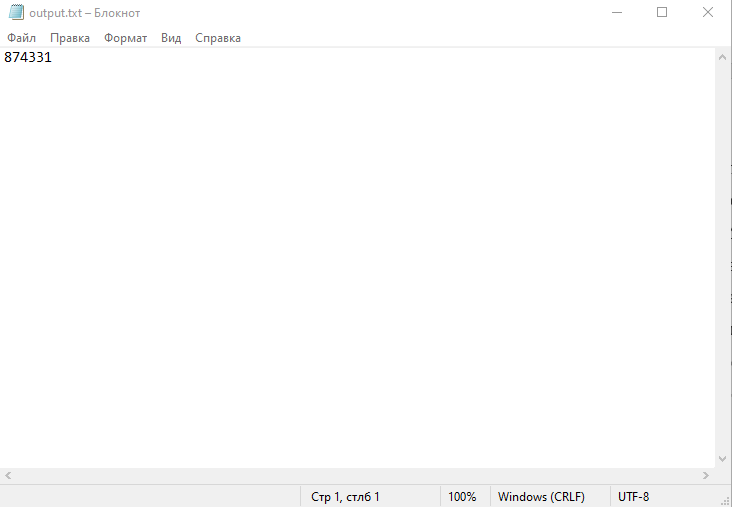 output.txt – Блокнот
Файл Правка Формат Вид Справка
874331
Стр 1, стлб 1 100% Windows (CRLF) UTF-8